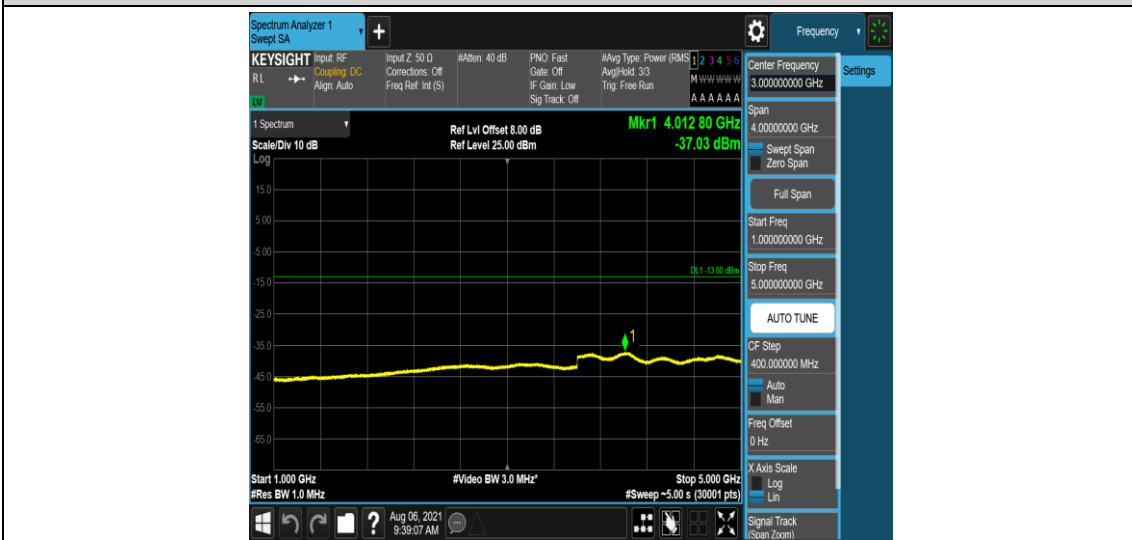 Spectrum Analyzer 1
Swept SA
+
Frequency
KEYSIGHT
RL
LXI
Input: RF
Coupling: DC
Align: Auto
Input Z: 50 Ω
Corrections: Off
Freq Ref: Int (S)
#Atten: 40 dB
PNO: Fast
Gate: Off
IF Gain: Low
Sig Track: Off
#Avg Type: Power (RMS
Avg|Hold: 3/3
Trig: Free Run
1 2 3 4 5 6
M W W W W W
A A A A A A
1 Spectrum
Scale/Div 10 dB
Log
Ref Lvl Offset 8.00 dB
Ref Level 25.00 dBm
Mkr1 4.012 80 GHz
-37.03 dBm
15.0
5.00
-5.00
-15.0
-25.0
-35.0
-45.0
-55.0
-65.0
DL1 -13.00 dBm
1
Start 1.000 GHz
#Res BW 1.0 MHz
#Video BW 3.0 MHz*
Stop 5.000 GHz
#Sweep ~5.00 s (30001 pts)
Center Frequency
3.000000000 GHz
Settings
Span
4.00000000 GHz
Swept Span
Zero Span
Full Span
Start Freq
1.000000000 GHz
Stop Freq
5.000000000 GHz
AUTO TUNE
CF Step
400.000000 MHz
Auto
Man
Freq Offset
0 Hz
X Axis Scale
Log
Lin
Signal Track
(Span Zoom)
?
Aug 06, 2021
9:39:07 AM